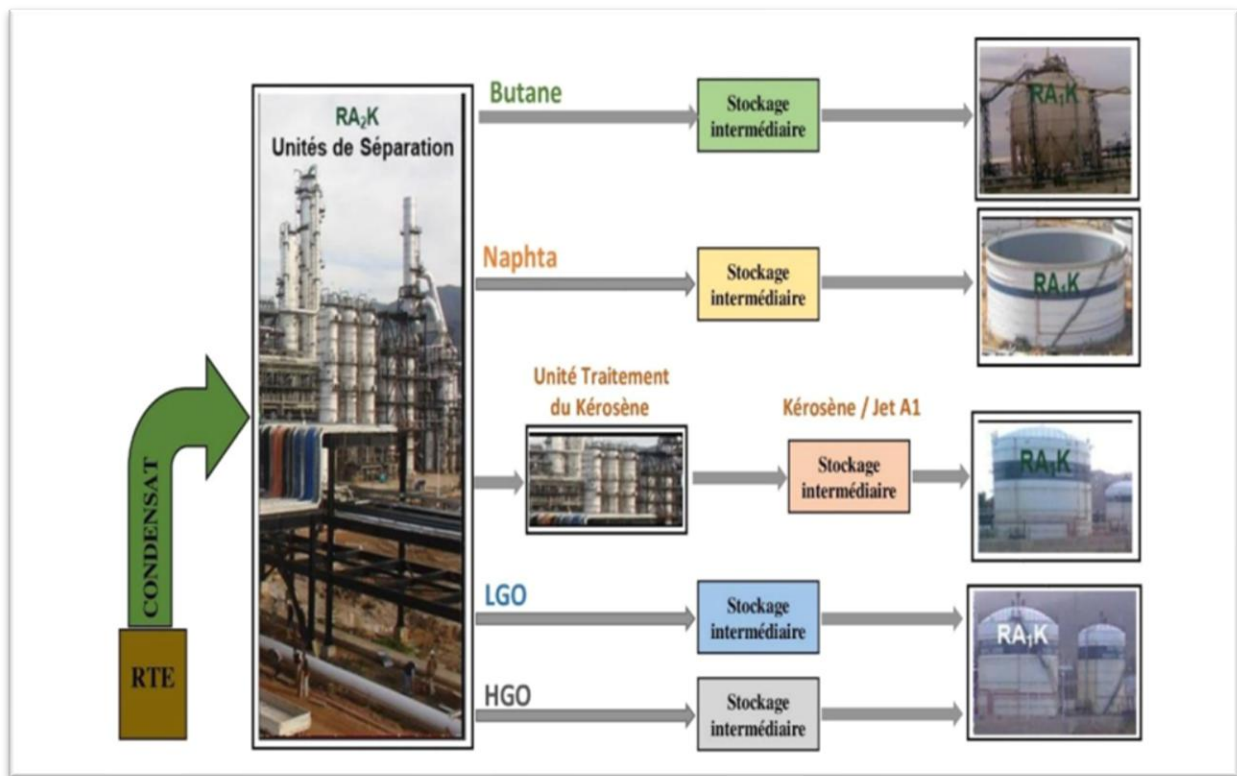 RA₂K
Unités de Séparation
CONDENSAT
RTE
Butane
Stockage
intermédiaire
RA₁K
Naphta
Stockage
intermédiaire
RA₁K
Unité Traitement
du Kérosène
Kérosène / Jet A1
Stockage
intermédiaire
RA₁K
LGO
Stockage
intermédiaire
RA₁K
HGO
Stockage
intermédiaire